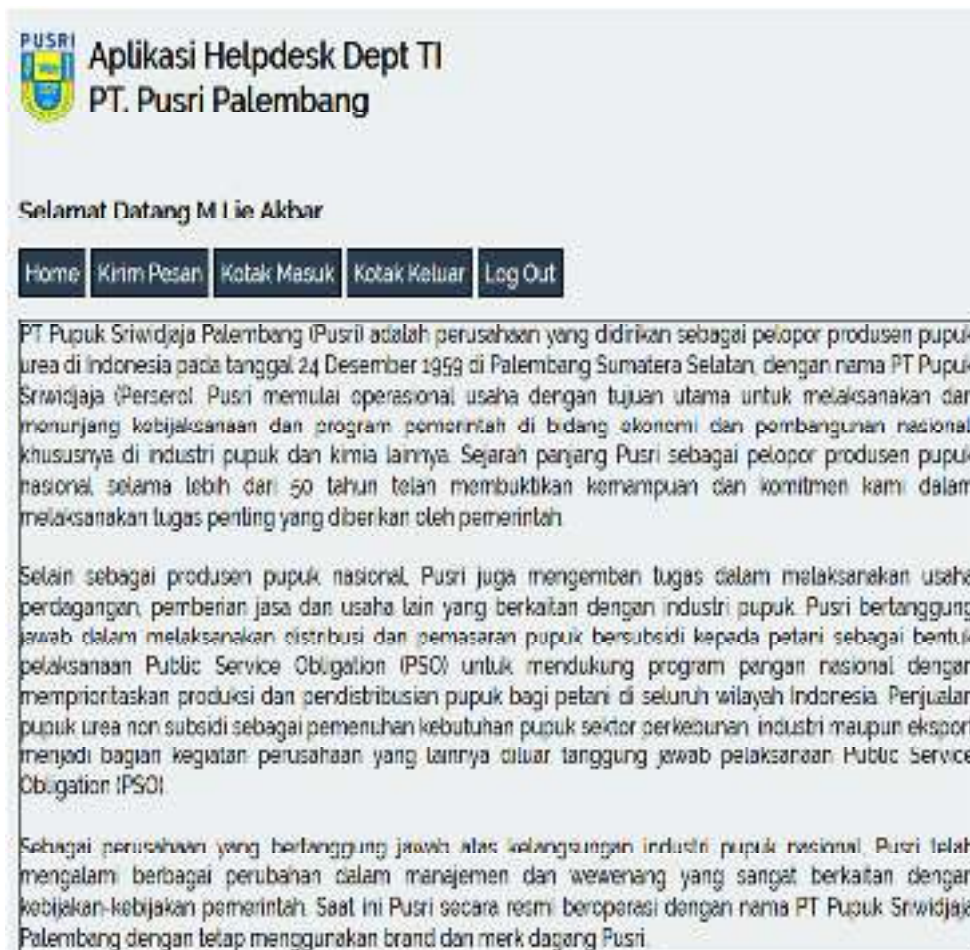 PUSRI
Aplikasi Helpdesk Dept TI
PT. Pusri Palembang
Selamat Datang M Lie Akbar
Home Kirim Pesan Kotak Masuk Kotak Keluar Log Out
PT Pupuk Sriwidjaja Palembang (Pusri) adalah perusahaan yang didirikan sebagai pelopor produsen pupuk
urea di Indonesia pada tanggal 24 Desember 1959 di Palembang Sumatera Selatan, dengan nama PT Pupuk
Sriwidjaja (Persero). Pusri memulai operasional usaha dengan tujuan utama untuk melaksanakan dan
menunjang kebijaksanaan dan program pemerintah di bidang ekonomi dan pembangunan nasional,
khususnya di industri pupuk dan kimia lainnya. Sejarah panjang Pusri sebagai pelopor produsen pupuk
nasional selama lebih dari 50 tahun telah membuktikan kemampuan dan komitmen kami dalam
melaksanakan tugas penting yang diberikan oleh pemerintah.
Selain sebagai produsen pupuk nasional, Pusri juga mengemban tugas dalam melaksanakan usaha
perdagangan, pemberian jasa dan usaha lain yang berkaitan dengan industri pupuk. Pusri bertanggung
jawab dalam melaksanakan distribusi dan pemasaran pupuk bersubsidi kepada petani sebagai bentuk
pelaksanaan Public Service Obligation (PSO) untuk mendukung program pangan nasional dengan
memprioritaskan produksi dan pendistribusian pupuk bagi petani di seluruh wilayah Indonesia. Penjualan
pupuk urea non subsidi sebagai pemenuhan kebutuhan pupuk sektor perkebunan, industri maupun ekspor
menjadi bagian kegiatan perusahaan yang lainnya diluar tanggung jawab pelaksanaan Public Service
Obligation (PSO).
Sebagai perusahaan yang bertanggung jawab atas kelangsungan industri pupuk nasional, Pusri telah
mengalami berbagai perubahan dalam manajemen dan wewenang yang sangat berkaitan dengan
kebijakan-kebijakan pemerintah. Saat ini Pusri secara resmi beroperasi dengan nama PT Pupuk Sriwidjaja
Palembang dengan tetap menggunakan brand dan merk dagang Pusri.